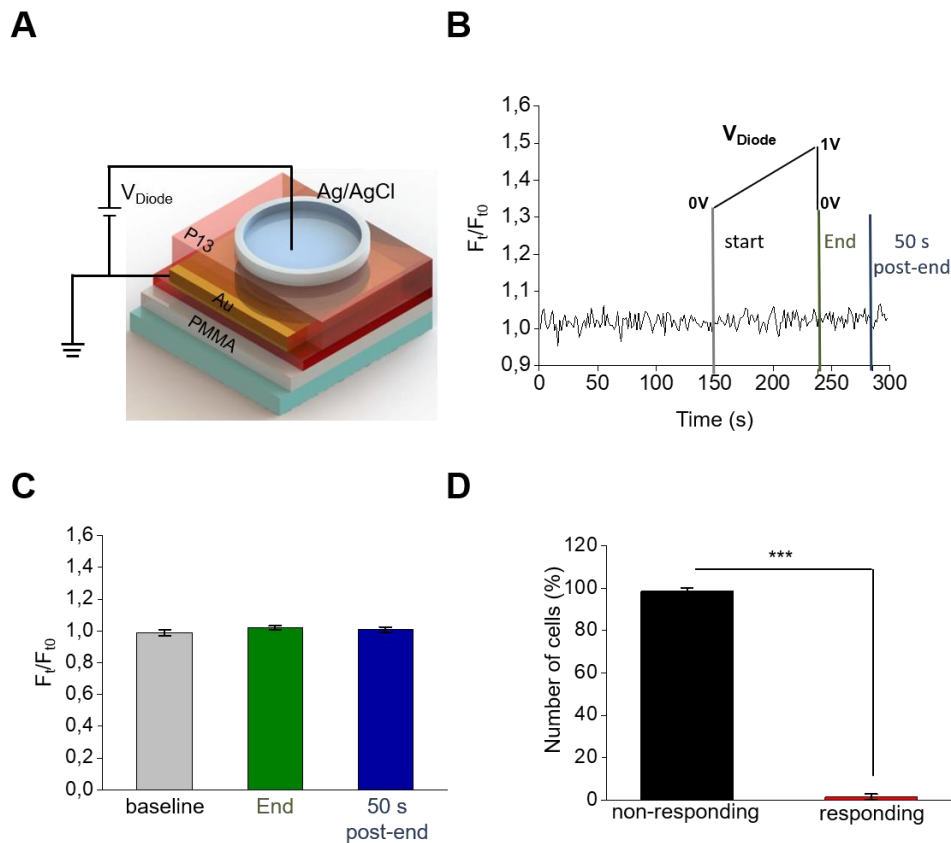 A
V_Diode
Ag/AgCl
P13
Au
PMMA
B
F_t/F_t0
1,6
1,5
1,4
1,3
1,2
1,1
1,0
0,9
V_Diode
0V
1V
0V
start
End
50 s
post-end
0
50
100
150
200
250
300
Time (s)
C
F_t/F_t0
1,6
1,4
1,2
1,0
0,8
0,6
0,4
0,2
0,0
baseline
End
50 s
post-end
D
Number of cells (%)
120
100
80
60
40
20
0
***
non-responding
responding